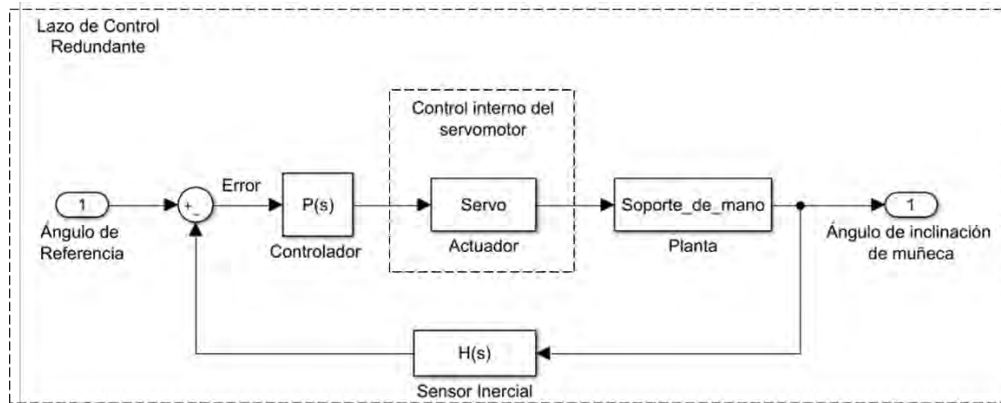 Lazo de Control
Redundante
Control interno del
servomotor
Error
1
+
-
P(s)
Servo
Soporte_de_mano
1
Ángulo de
Referencia
Controlador
Actuador
Planta
Ángulo de inclinación
de muñeca
H(s)
Sensor Inercial